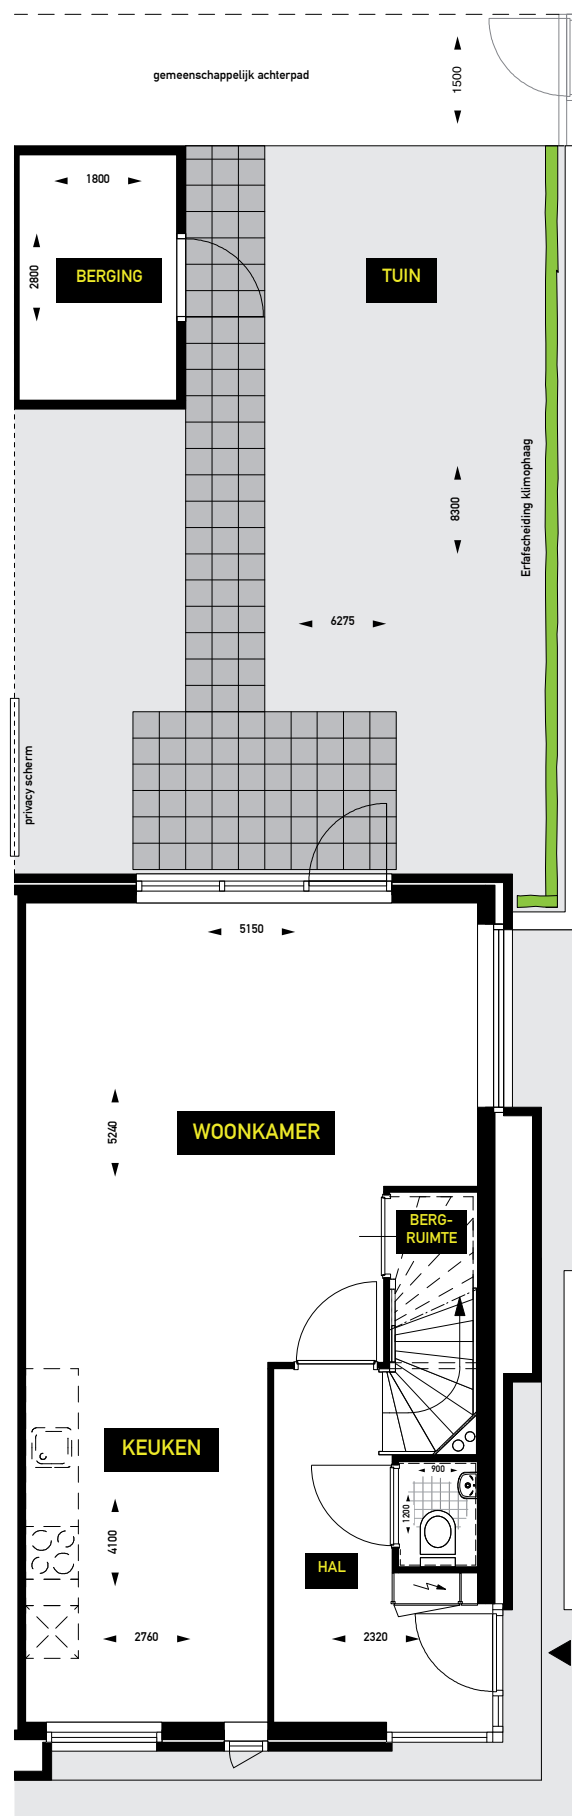 gemeenschappelijk achterpad
1500
1800
2800
BERGING
TUIN
Erfafscheiding klimophaag
8300
6275
privacy scherm
5150
5240
WOONKAMER
BERG-
RUIMTE
KEUKEN
900
1200
4100
HAL
2760
2320